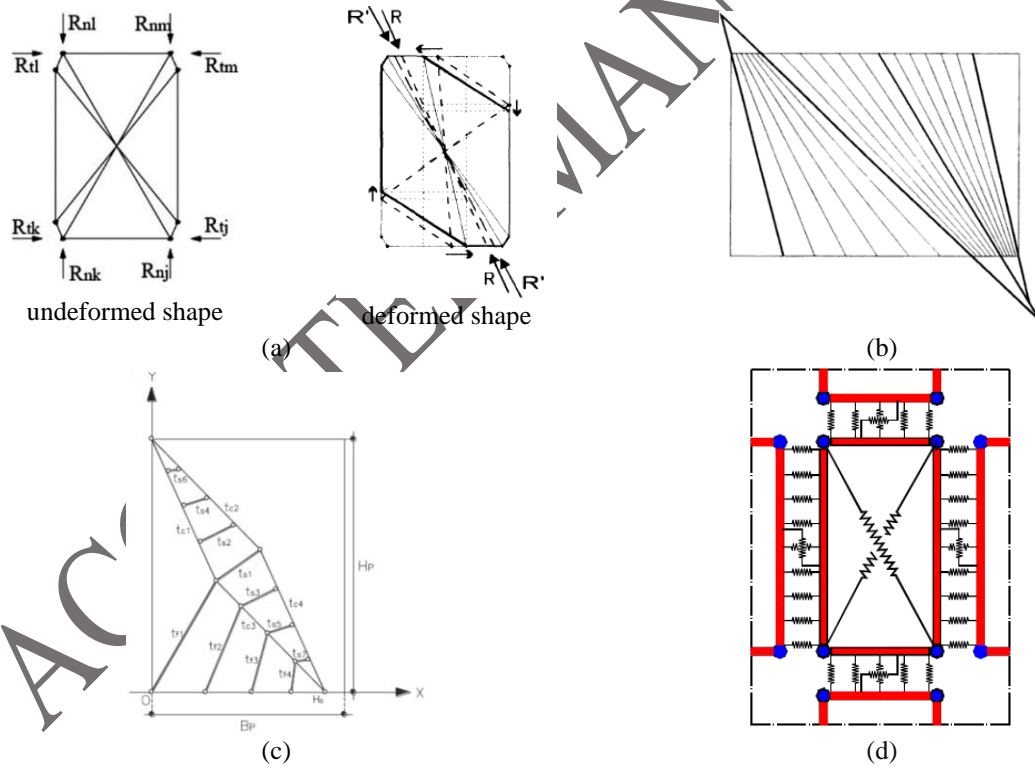 Rnl
Rnm
Rtl
Rtm
Rtk
Rtj
Rnk
Rnj
R'
R
R
R'
undeformed shape
deformed shape
(a)
(b)
Y
ts6
ts4
tc2
tc1
ts2
ts1
HP
ts3
tc4
tc3
ts5
tf1
tf2
tf3
ts7
tf4
O
X
BP
(c)
(d)